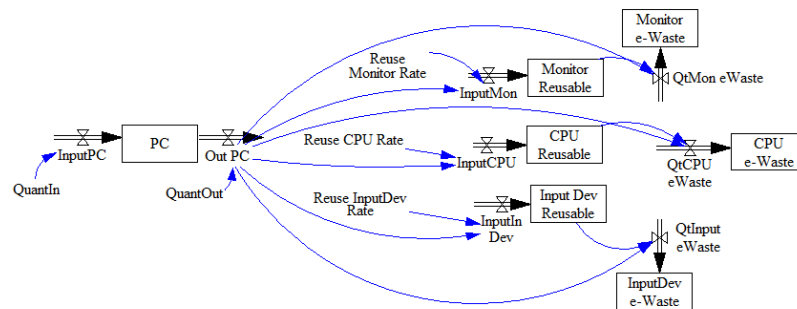 Monitor
e-Waste
Reuse
Monitor Rate
InputMon
Monitor
Reusable
QtMon eWaste
InputPC
PC
Out PC
Reuse CPU Rate
InputCPU
CPU
Reusable
QtCPU
eWaste
CPU
e-Waste
QuantIn
QuantOut
Reuse InputDev
Rate
InputIn
Dev
Input Dev
Reusable
QtInput
eWaste
InputDev
e-Waste